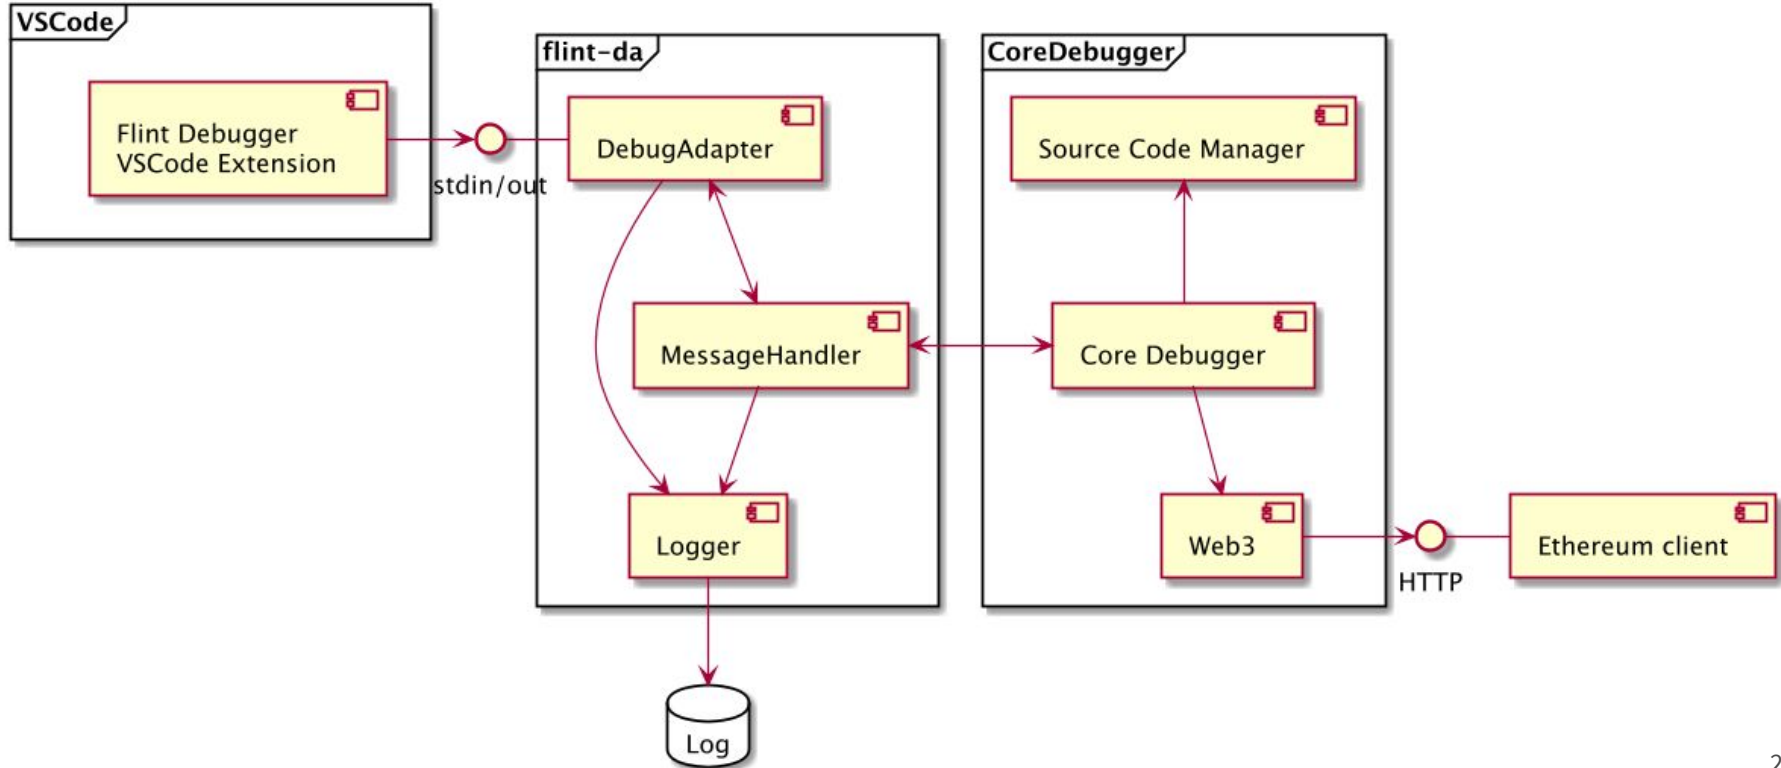 VSCode
Flint Debugger
VSCode Extension
stdin/out
flint-da
DebugAdapter
MessageHandler
Logger
Log
CoreDebugger
Source Code Manager
Core Debugger
Web3
HTTP
Ethereum client
2